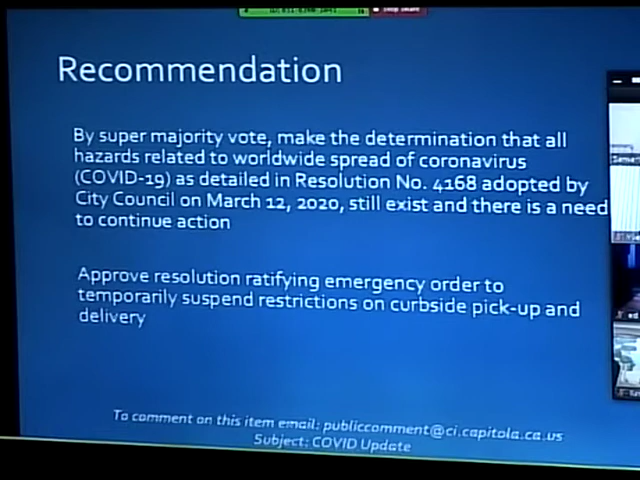 Recommendation
By super majority vote, make the determination that all
hazards related to worldwide spread of coronavirus
(COVID-19) as detailed in Resolution No. 4168 adopted by
City Council on March 12, 2020, still exist and there is a need
to continue action
Approve resolution ratifying emergency order to
temporarily suspend restrictions on curbside pick-up and
delivery
To comment on this item email: publiccomment@ci.capitola.ca.us
Subject: COVID Update